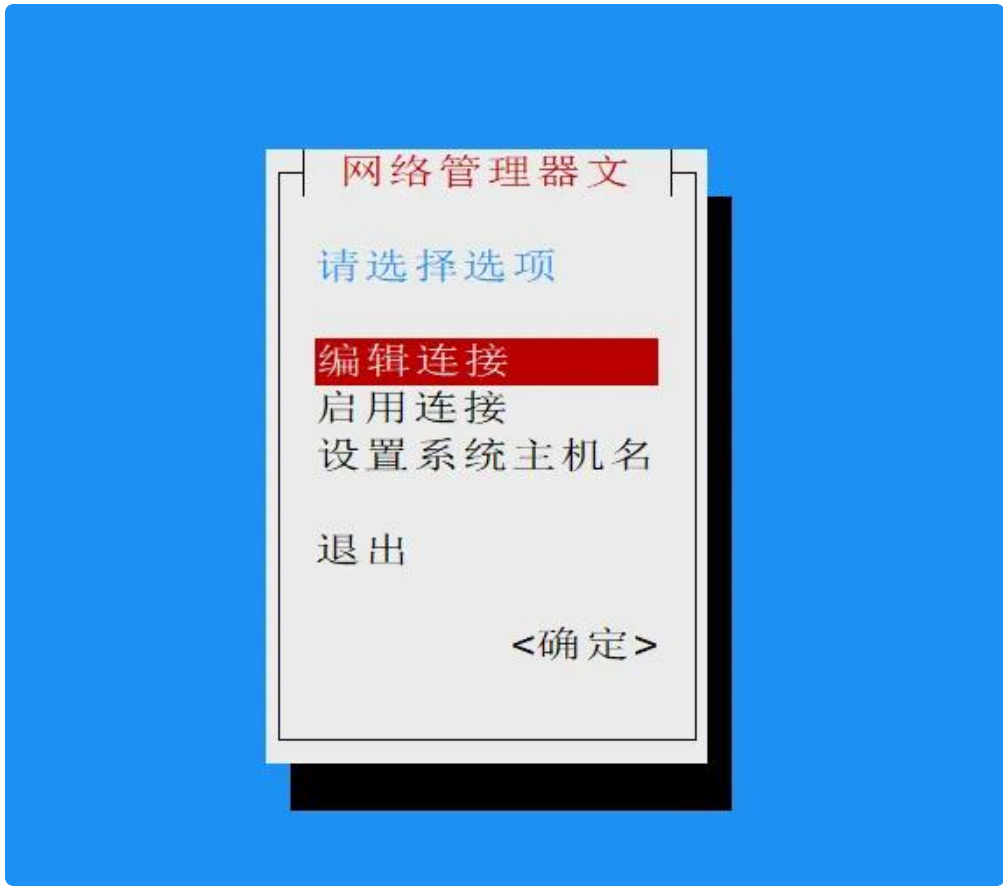 网络管理器文
请选择选项
编辑连接
启用连接
设置系统主机名
退出
<确定>